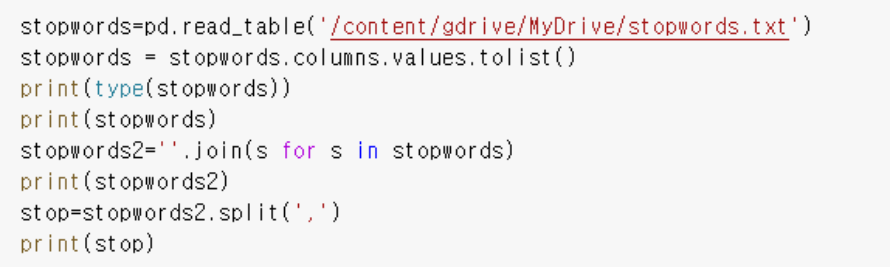 stopwords=pd.read_table('/content/gdrive/MyDrive/stopwords.txt')
stopwords = stopwords.columns.values.tolist()
print(type(stopwords))
print(stopwords)
stopwords2=''.join(s for s in stopwords)
print(stopwords2)
stop=stopwords2.split(',')
print(stop)